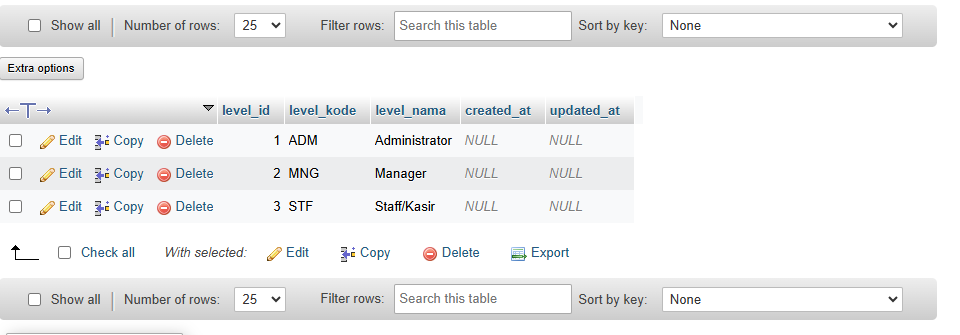 Show all Number of rows: 25 Filter rows: Search this table Sort by key: None
Extra options
level_id level_kode level_nama created_at updated_at
Edit Copy Delete 1 ADM Administrator NULL NULL
Edit Copy Delete 2 MNG Manager NULL NULL
Edit Copy Delete 3 STF Staff/Kasir NULL NULL
Check all With selected: Edit Copy Delete Export
Show all Number of rows: 25 Filter rows: Search this table Sort by key: None